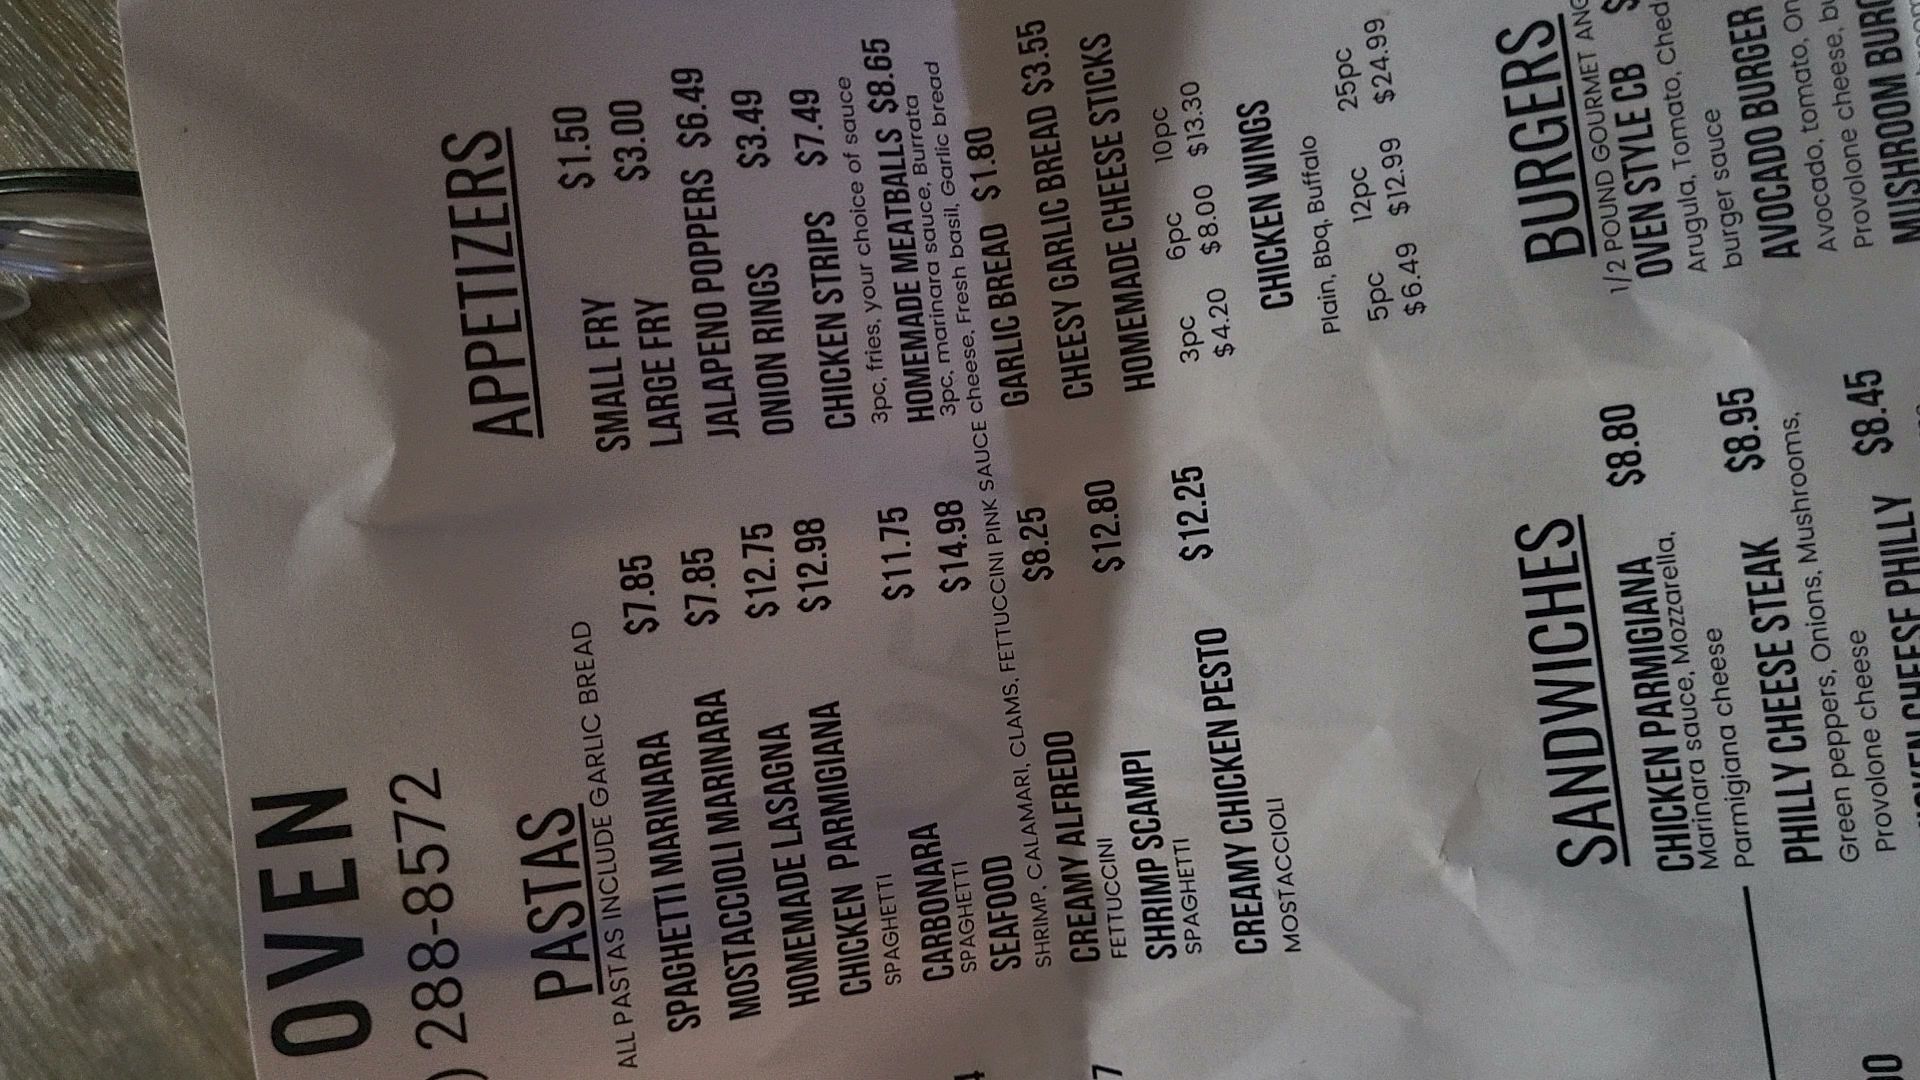 OVEN
) 288-8572
PASTAS
ALL PASTAS INCLUDE GARLIC BREAD
SPAGHETTI MARINARA $7.85
MOSTACCIOLI MARINARA $7.85
HOMEMADE LASAGNA $12.75
CHICKEN PARMIGIANA $12.98
SPAGHETTI
CARBONARA $11.75
SPAGHETTI
SEAFOOD $14.98
SHRIMP, CALAMARI, CLAMS, FETTUCCINI PINK SAUCE
CREAMY ALFREDO $8.25
FETTUCCINI
SHRIMP SCAMPI $12.80
SPAGHETTI
CREAMY CHICKEN PESTO $12.25
MOSTACCIOLI
APPETIZERS
SMALL FRY $1.50
LARGE FRY $3.00
JALAPENO POPPERS $6.49
ONION RINGS $3.49
CHICKEN STRIPS $7.49
3pc, fries, your choice of sauce
HOMEMADE MEATBALLS $8.65
3pc, marinara sauce, Burrata
cheese, Fresh basil, Garlic bread
GARLIC BREAD $1.80
CHEESY GARLIC BREAD $3.55
HOMEMADE CHEESE STICKS
3pc 6pc 10pc
$4.20 $8.00 $13.30
CHICKEN WINGS
Plain, Bbq, Buffalo
5pc 12pc 25pc
$6.49 $12.99 $24.99
SANDWICHES
CHICKEN PARMIGIANA $8.80
Marinara sauce, Mozzarella,
Parmigiana cheese
PHILLY CHEESE STEAK $8.95
Green peppers, Onions, Mushrooms,
Provolone cheese
CHEESE PHILLY $8.45
BURGERS
1/2 POUND GOURMET
OVEN STYLE CB $
Arugula, Tomato,
burger sauce
AVOCADO BURGER
Avocado, tomato,
Provolone cheese,
MUSHROOM